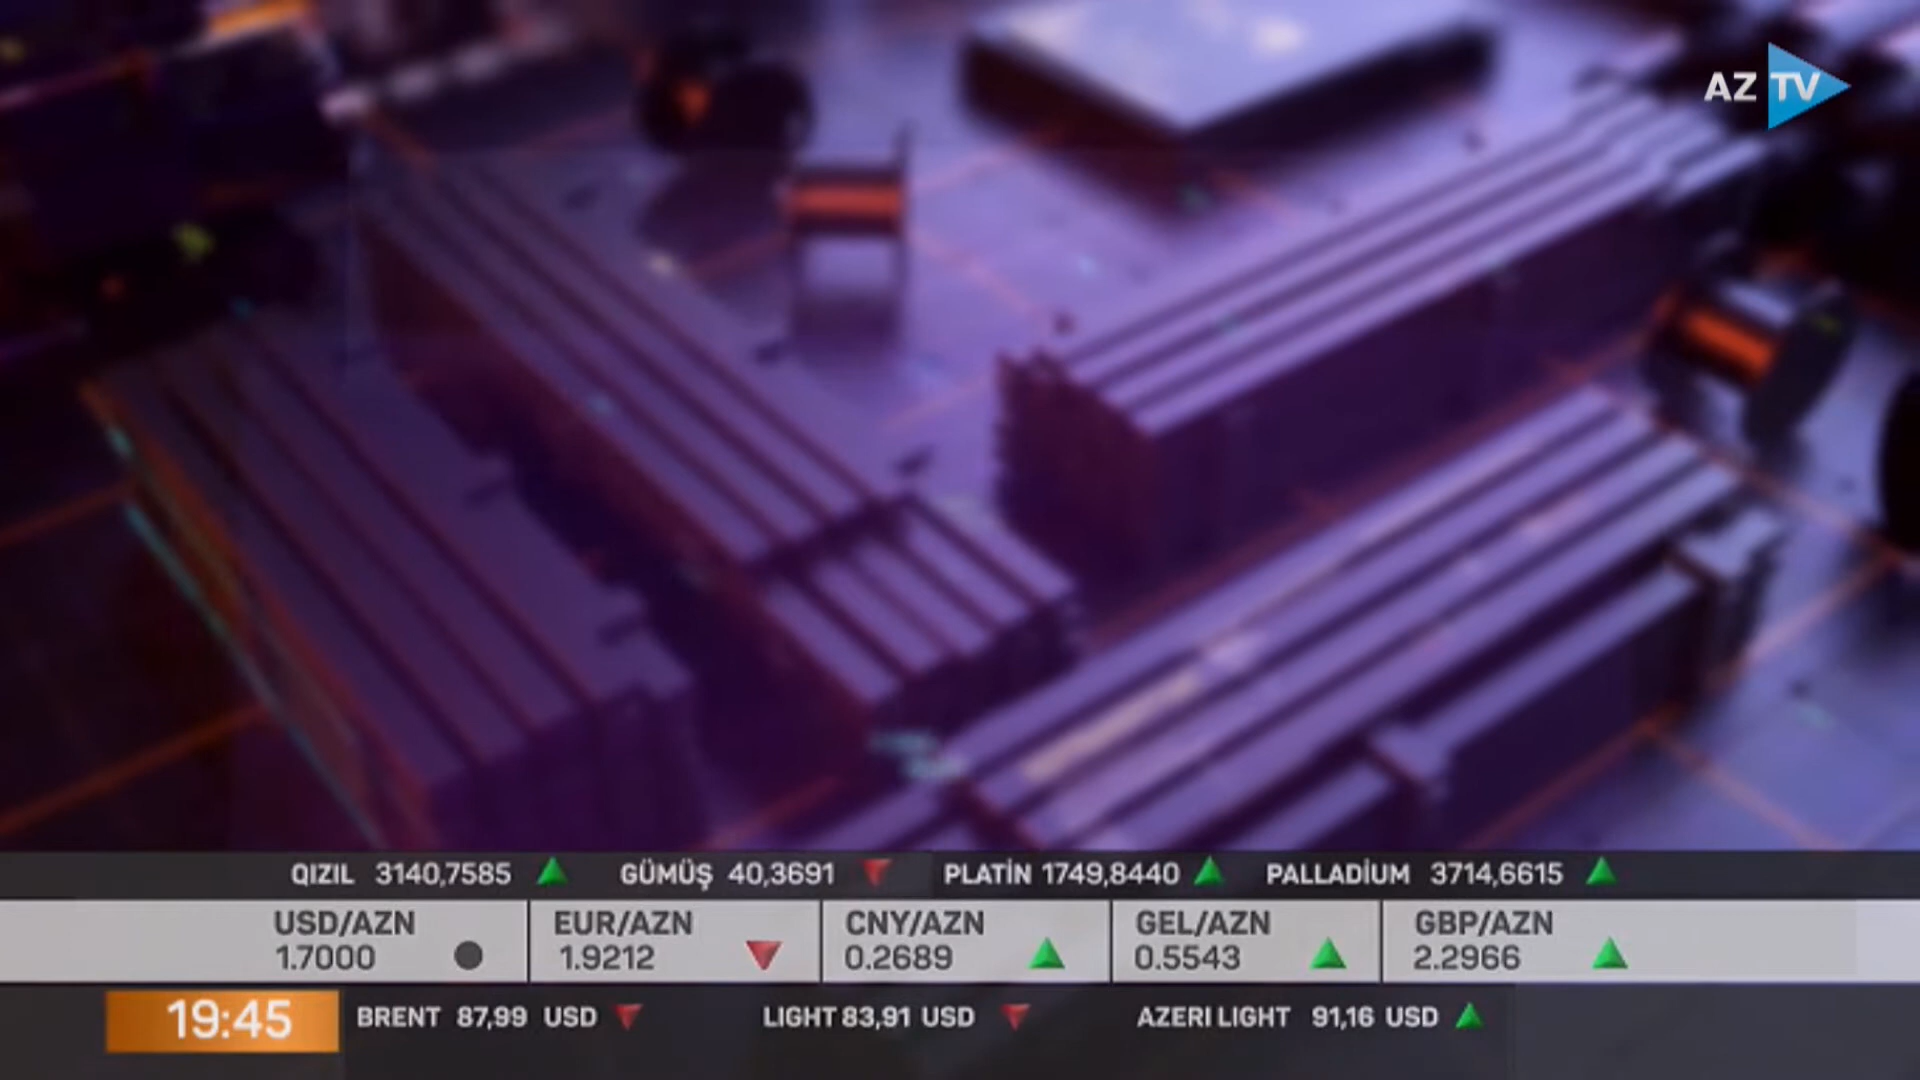 AZ TV
QIZIL 3140,7585 GÜMÜŞ 40,3691 PLATİN 1749,8440 PALLADİUM 3714,6615
USD/AZN EUR/AZN CNY/AZN GEL/AZN GBP/AZN
1.7000 1.9212 0.2689 0.5543 2.2966
19:45 BRENT 87,99 USD LIGHT 83,91 USD AZERI LIGHT 91,16 USD